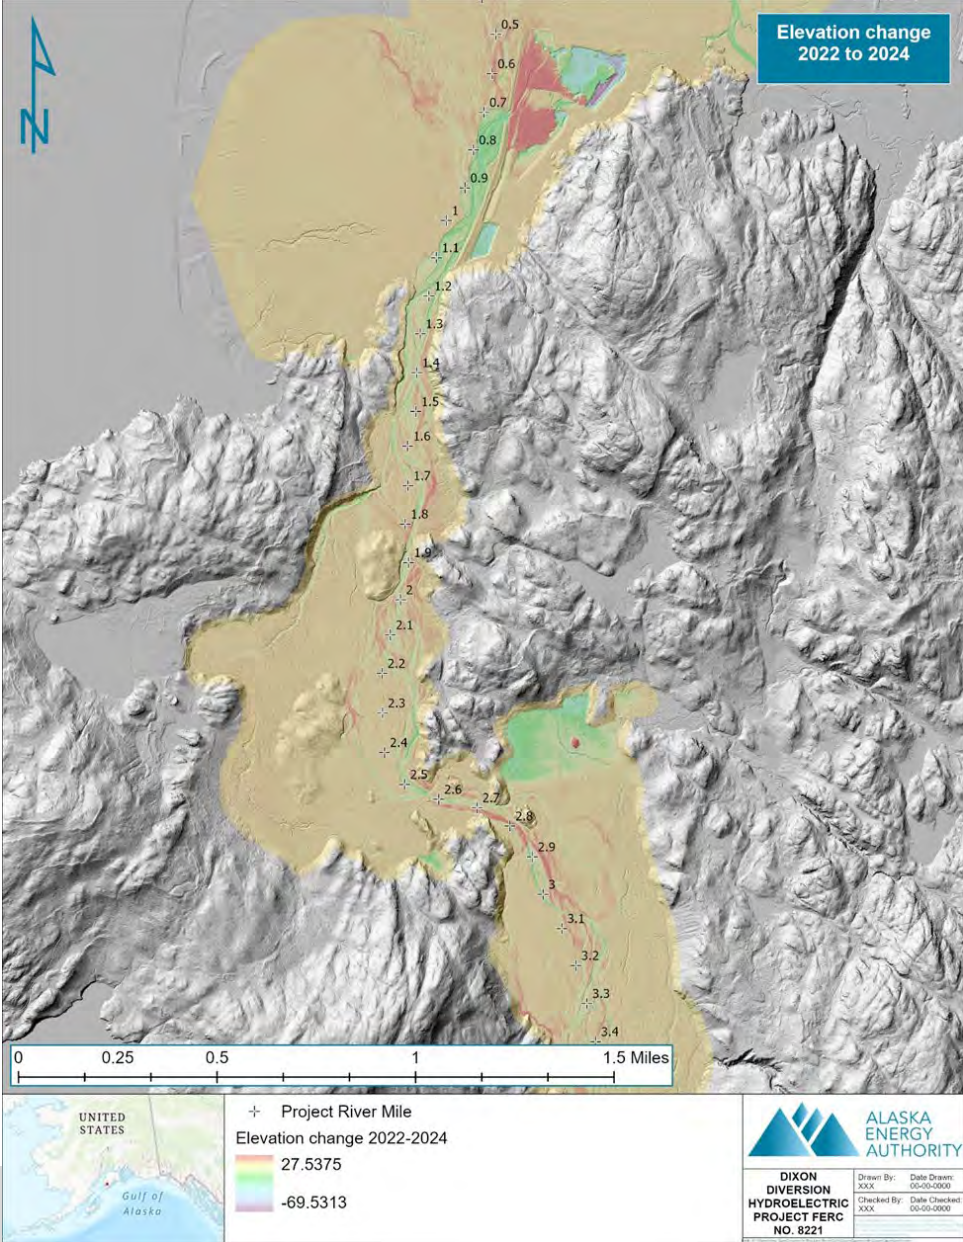 Elevation change
2022 to 2024
N
0.5
0.6
0.7
0.8
0.9
1
1.1
1.2
1.3
1.4
1.5
1.6
1.7
1.8
1.9
2
2.1
2.2
2.3
2.4
2.5
2.6
2.7
2.8
2.9
3
3.1
3.2
3.3
3.4
0 0.25 0.5 1 1.5 Miles
UNITED
STATES
Gulf of
Alaska
Project River Mile
Elevation change 2022-2024
27.5375
-69.5313
ALASKA
ENERGY
AUTHORITY
DIXON
DIVERSION
HYDROELECTRIC
PROJECT FERC
NO. 8221
Drawn By: Date Drawn:
XXX 00-00-0000
Checked By: Date Checked:
XXX 00-00-0000